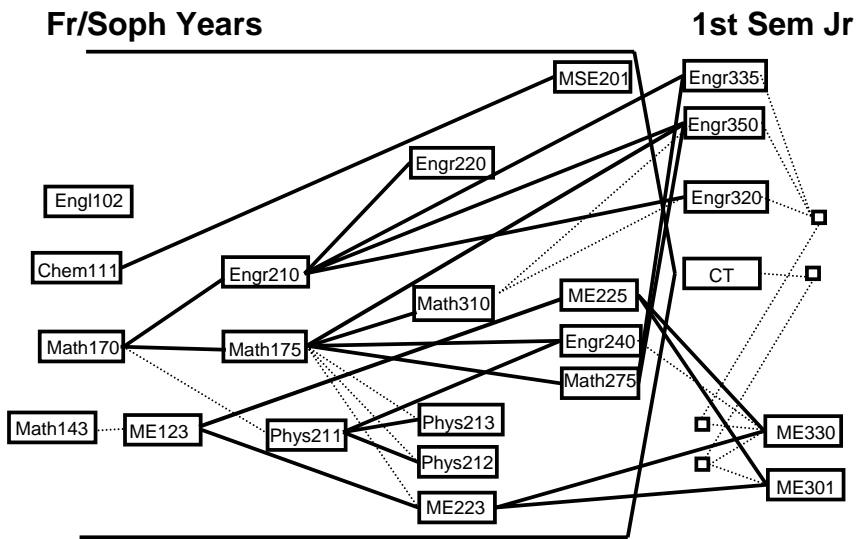 Fr/Soph Years
1st Sem Jr
MSE201
Engr335
Engr350
Engr220
Engl102
Engr320
Chem111
Engr210
CT
Math310
ME225
Math170
Math175
Engr240
Math275
Math143
ME123
Phys211
Phys213
ME330
Phys212
ME301
ME223